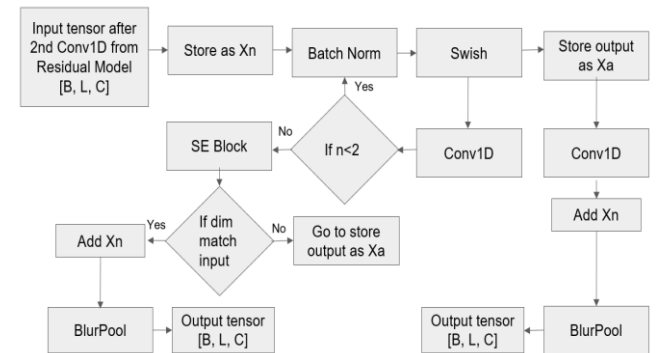 Input tensor after
2nd Conv1D from
Residual Model
[B, L, C]
Store as Xn
Batch Norm
Swish
Store output
as Xa
Yes
No
SE Block
If n<2
Conv1D
Conv1D
Add Xn
Yes
If dim
match
input
No
Go to store
output as Xa
Add Xn
BlurPool
Output tensor
[B, L, C]
Output tensor
[B, L, C]
BlurPool